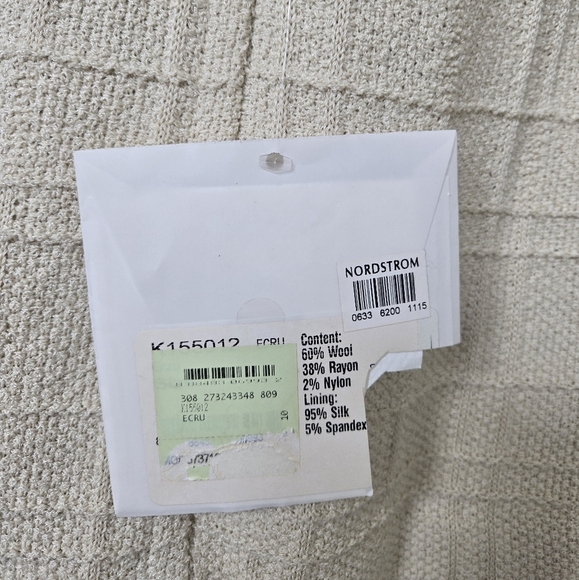 NORDSTROM
0633 6200 1115
K155012 ECRU
Content:
60% Wool
38% Rayon
2% Nylon
Lining:
95% Silk
5% Spandex
308 273243348 809
K155012
ECRU
10